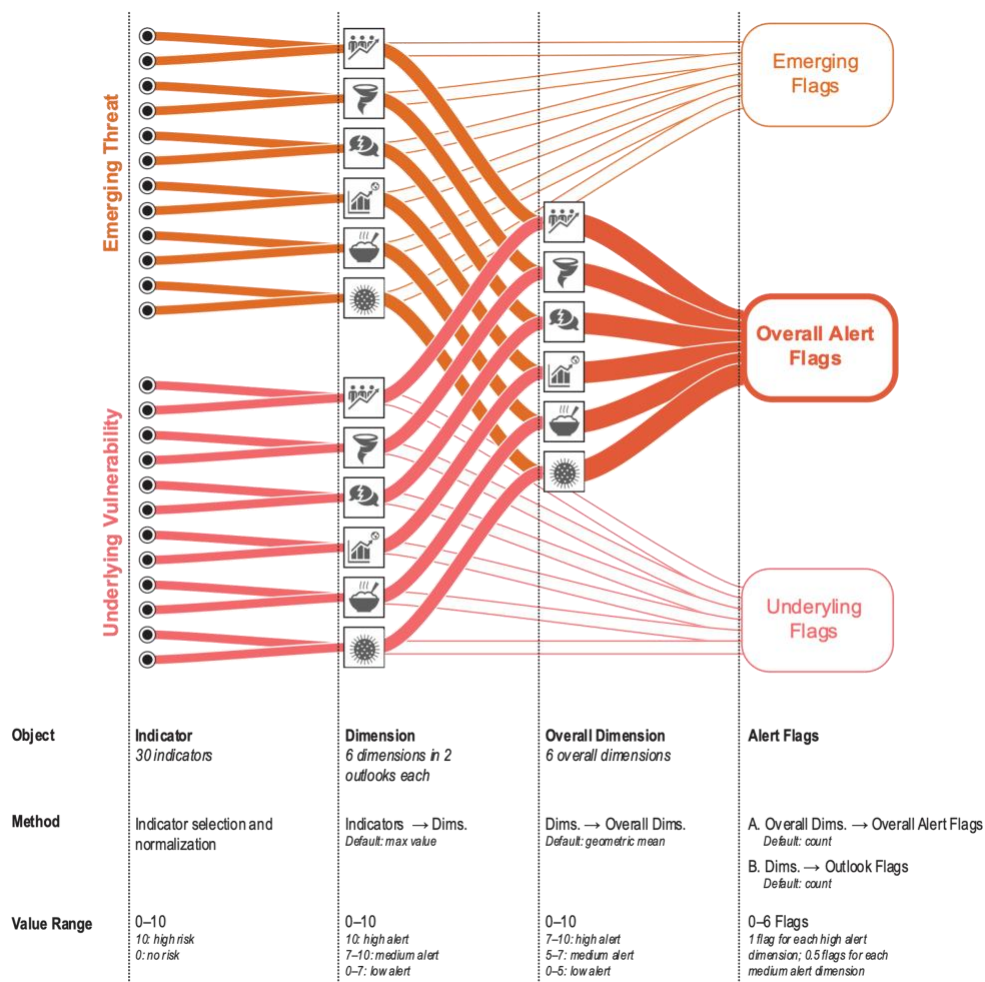 Emerging Threat
Emerging
Flags
Overall Alert
Flags
Underlying Vulnerability
Underyling
Flags
Object
Indicator
30 indicators
Dimension
6 dimensions in 2
outlooks each
Overall Dimension
6 overall dimensions
Alert Flags
Method
Indicator selection and
normalization
Indicators → Dims.
Default: max value
Dims. → Overall Dims.
Default: geometric mean
A. Overall Dims. → Overall Alert Flags
Default: count
B. Dims. → Outlook Flags
Default: count
Value Range
0–10
10: high risk
0: no risk
0–10
10: high alert
7–10: medium alert
0–7: low alert
0–10
7–10: high alert
5–7: medium alert
0–5: low alert
0–6 Flags
1 flag for each high alert
dimension; 0.5 flags for each
medium alert dimension